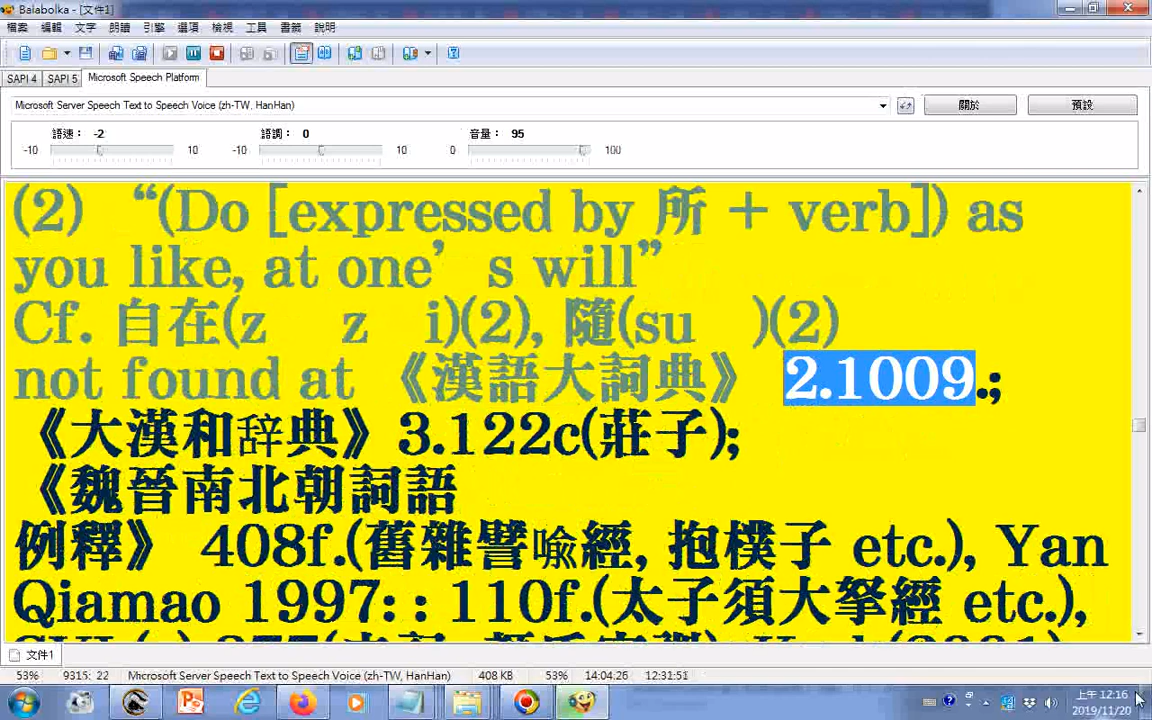 Balabolka - [文件1]
檔案 編輯 文字 朗讀 引擎 選項 檢視 工具 書籤 說明
SAPI 4 SAPI 5 Microsoft Speech Platform
Microsoft Server Speech Text to Speech Voice (zh-TW, HanHan) 關於 預設
語速： -2 語調： 0 音量： 95
-10 10 -10 10 0 100
(2) “(Do [expressed by 所 + verb]) as
you like, at one’s will”
Cf. 自在(z z i)(2), 隨(su )(2)
not found at 《漢語大詞典》 2.1009.;
《大漢和辞典》3.122c(莊子);
《魏晉南北朝詞語
例釋》 408f.(舊雜譬喻經, 抱樸子 etc.), Yan
Qiamao 1997: : 110f.(太子須大拏經 etc.),
文件1
53% 9315: 22 Microsoft Server Speech Text to Speech Voice (zh-TW, HanHan) 408 KB 53% 14:04:26 12:31:51
上午 12:16
2019/11/20